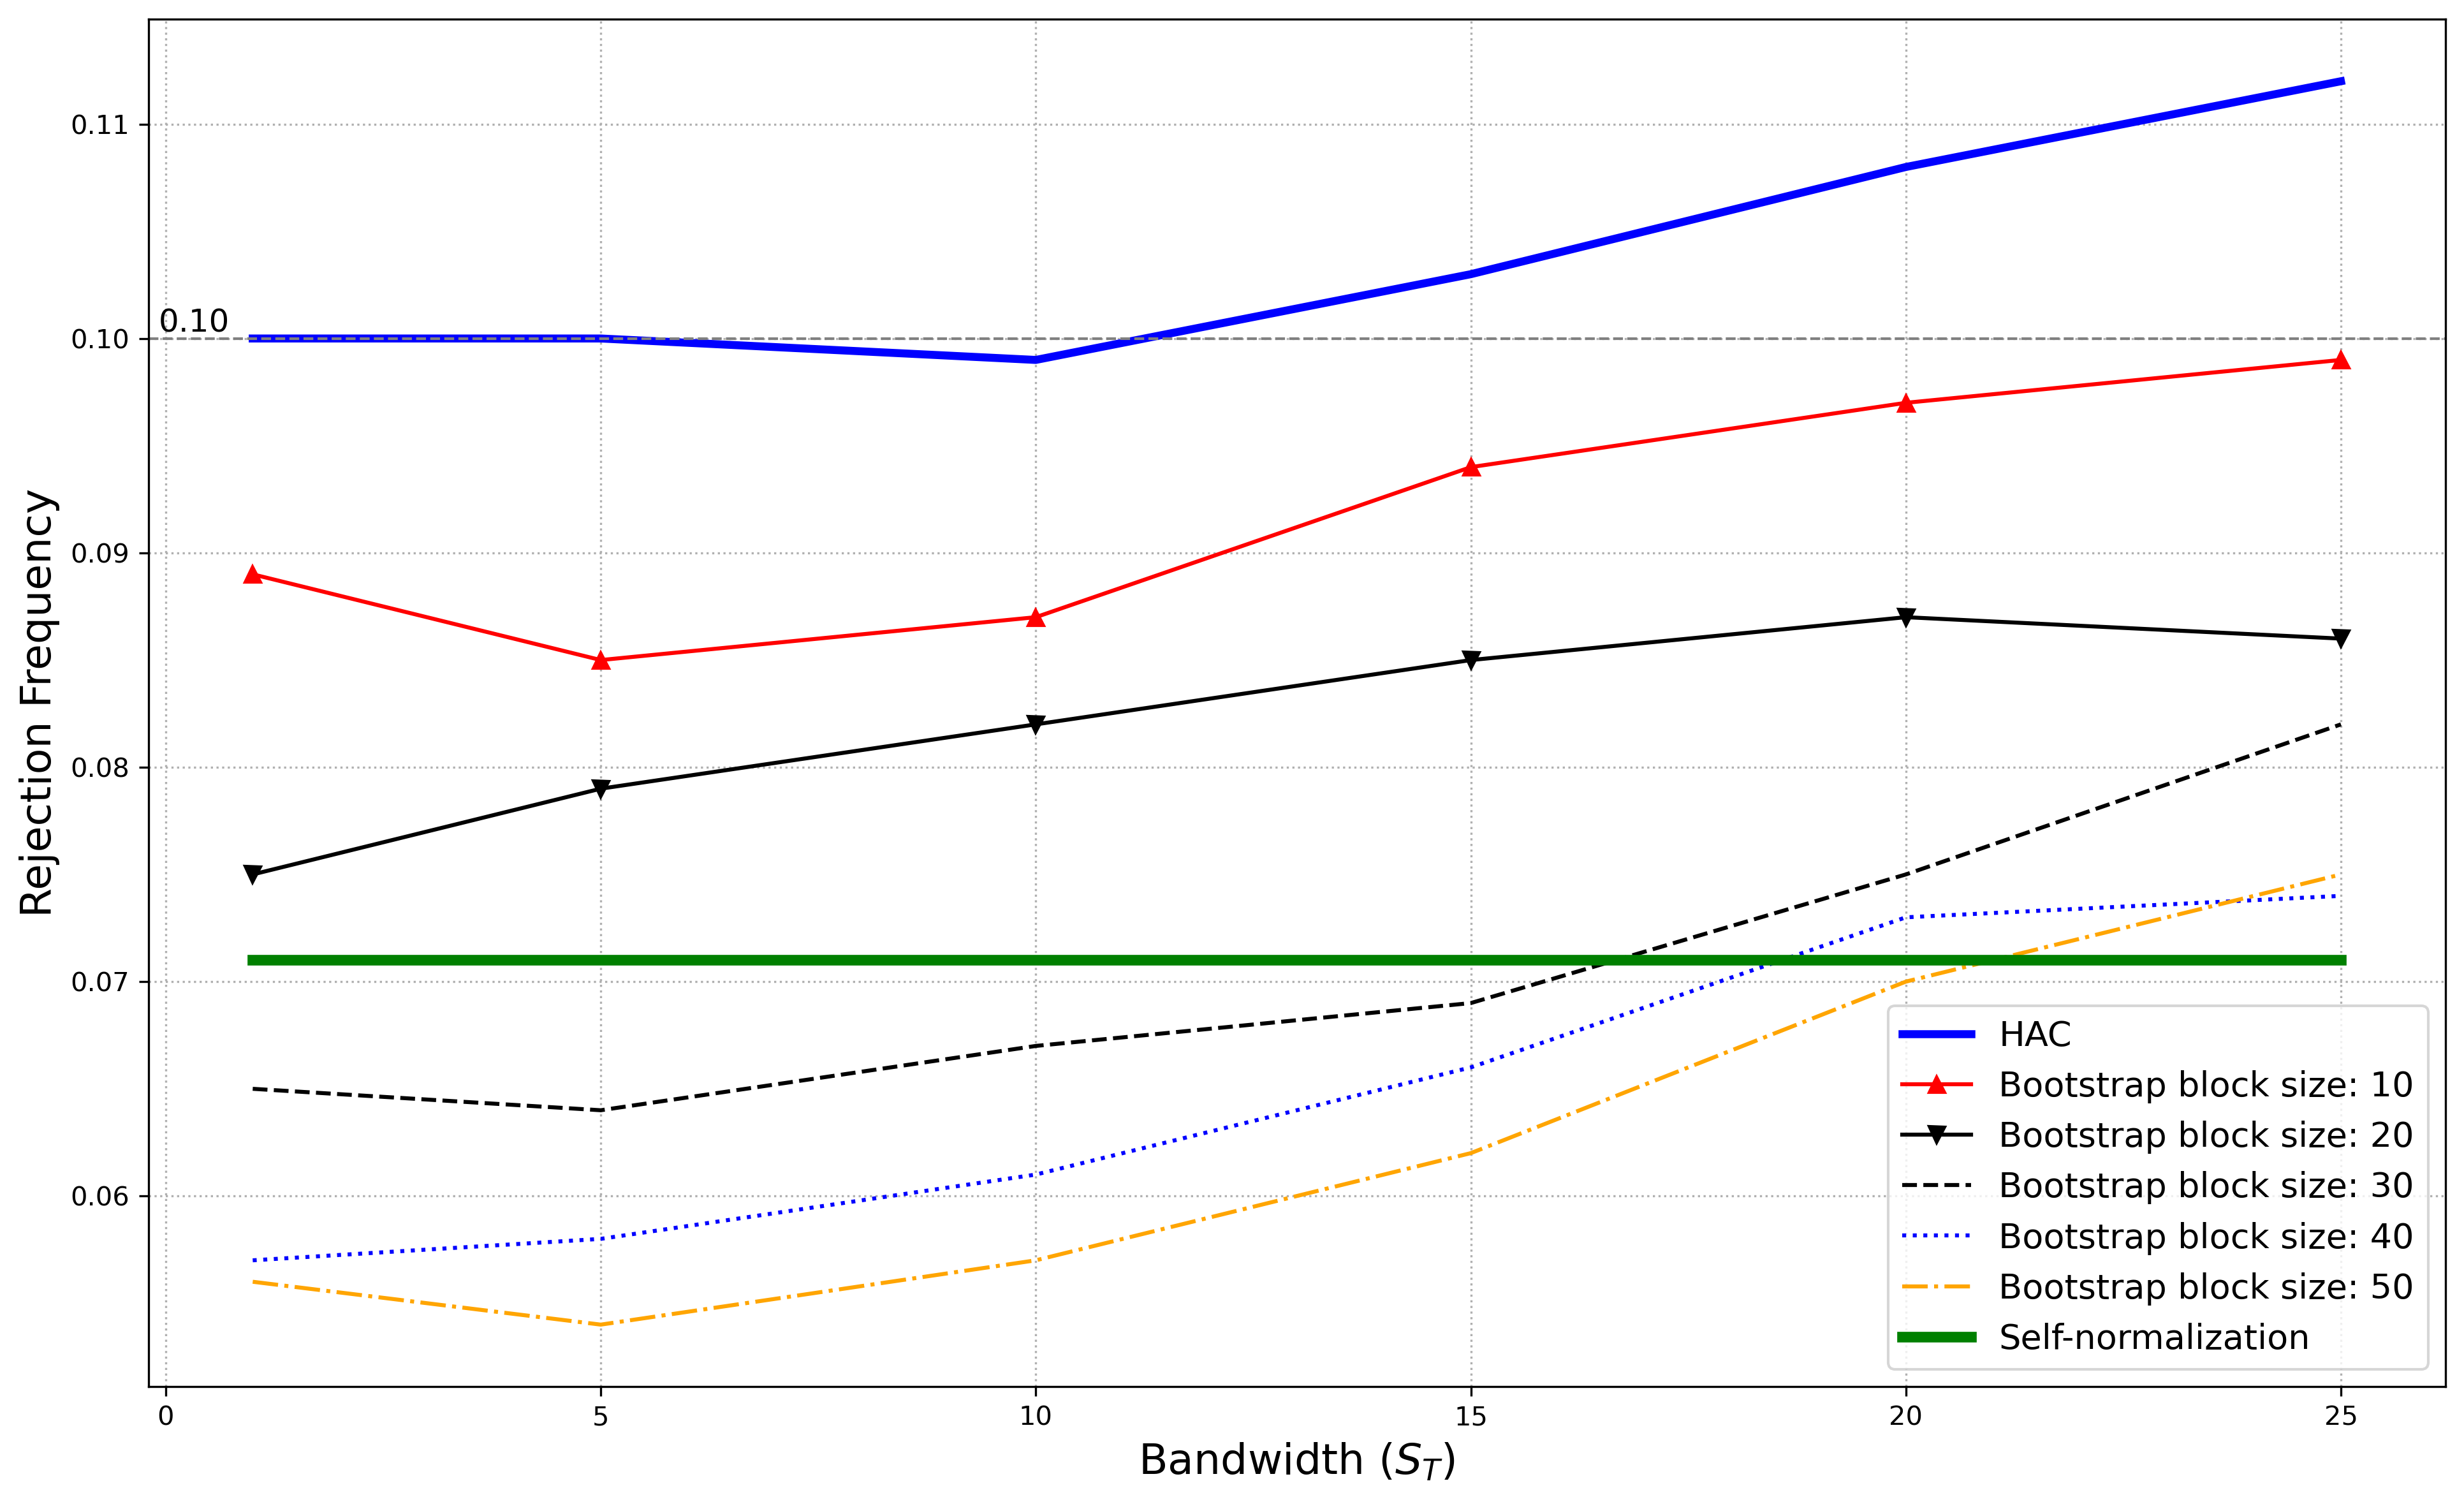 Rejection Frequency
0.11
0.10
0.10
0.09
0.08
0.07
0.06
0 5 10 15 20 25
Bandwidth (S_T)
HAC
Bootstrap block size: 10
Bootstrap block size: 20
Bootstrap block size: 30
Bootstrap block size: 40
Bootstrap block size: 50
Self-normalization